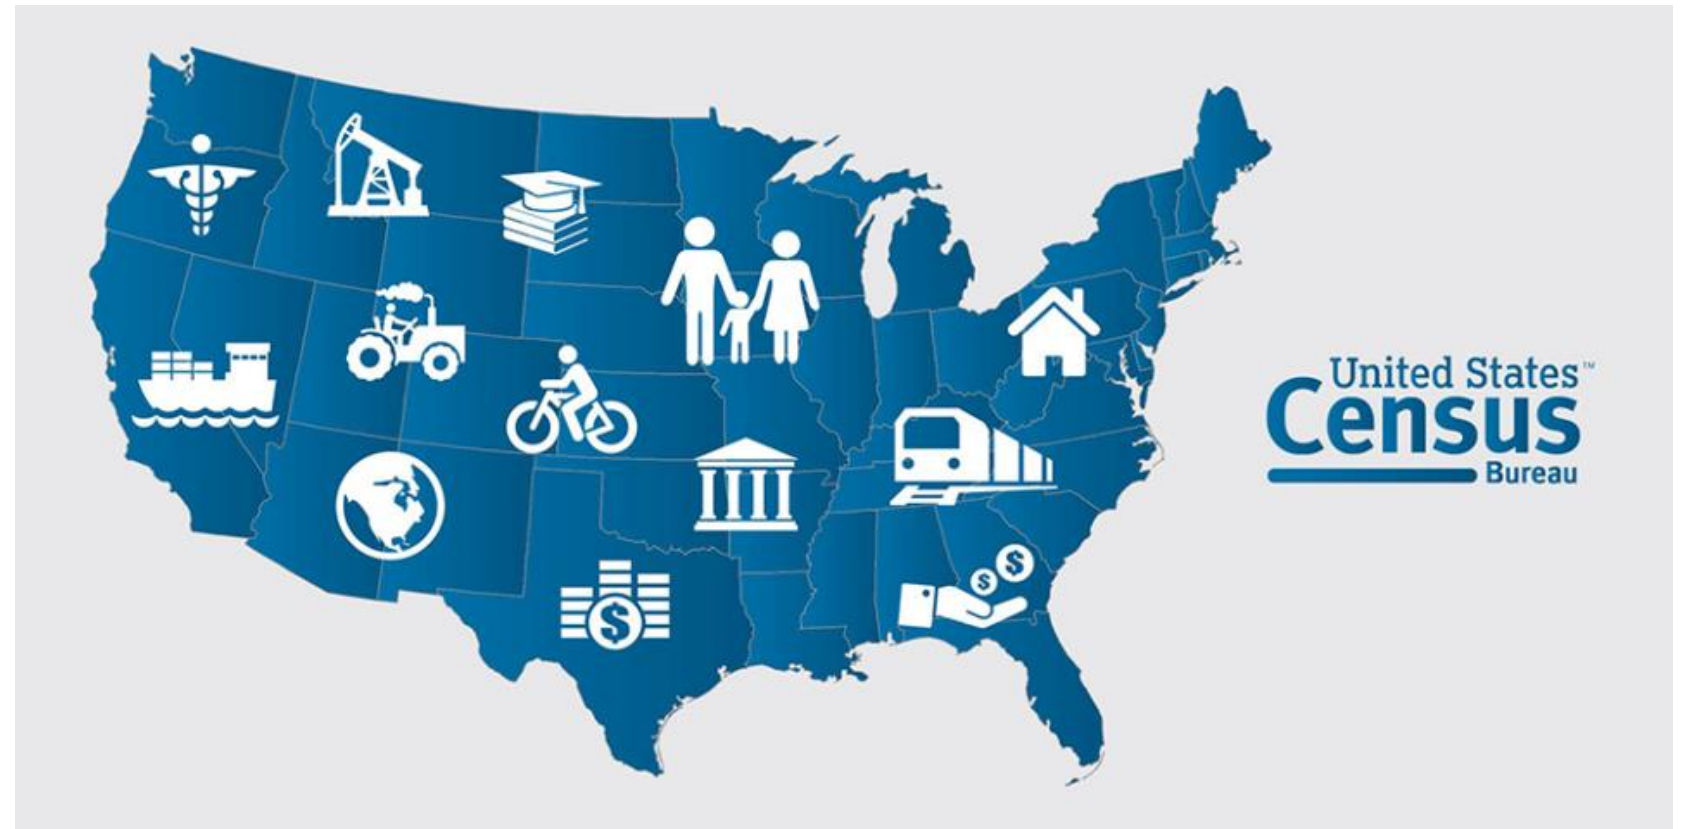 United States™
Census
Bureau
$
$
$